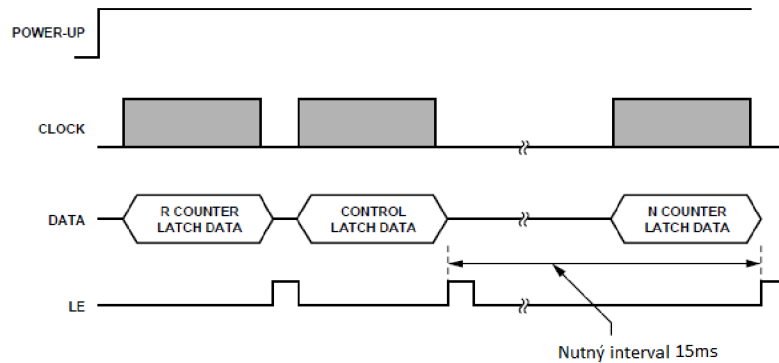 POWER-UP
CLOCK
DATA
R COUNTER
LATCH DATA
CONTROL
LATCH DATA
N COUNTER
LATCH DATA
LE
Nutný interval 15ms